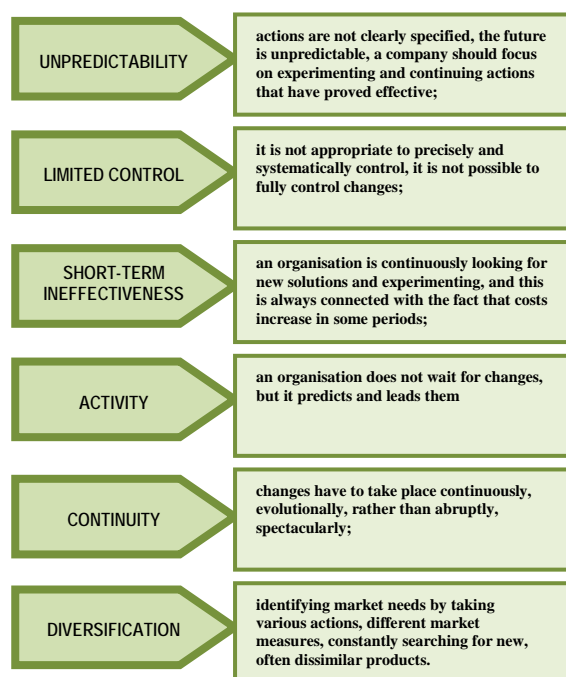 UNPREDICTABILITY
actions are not clearly specified, the future
is unpredictable, a company should focus
on experimenting and continuing actions
that have proved effective;
LIMITED CONTROL
it is not appropriate to precisely and
systematically control, it is not possible to
fully control changes;
SHORT-TERM
INEFFECTIVENESS
an organisation is continuously looking for
new solutions and experimenting, and this
is always connected with the fact that costs
increase in some periods;
ACTIVITY
an organisation does not wait for changes,
but it predicts and leads them
CONTINUITY
changes have to take place continuously,
evolutionally, rather than abruptly,
spectacularly;
DIVERSIFICATION
identifying market needs by taking
various actions, different market
measures, constantly searching for new,
often dissimilar products.